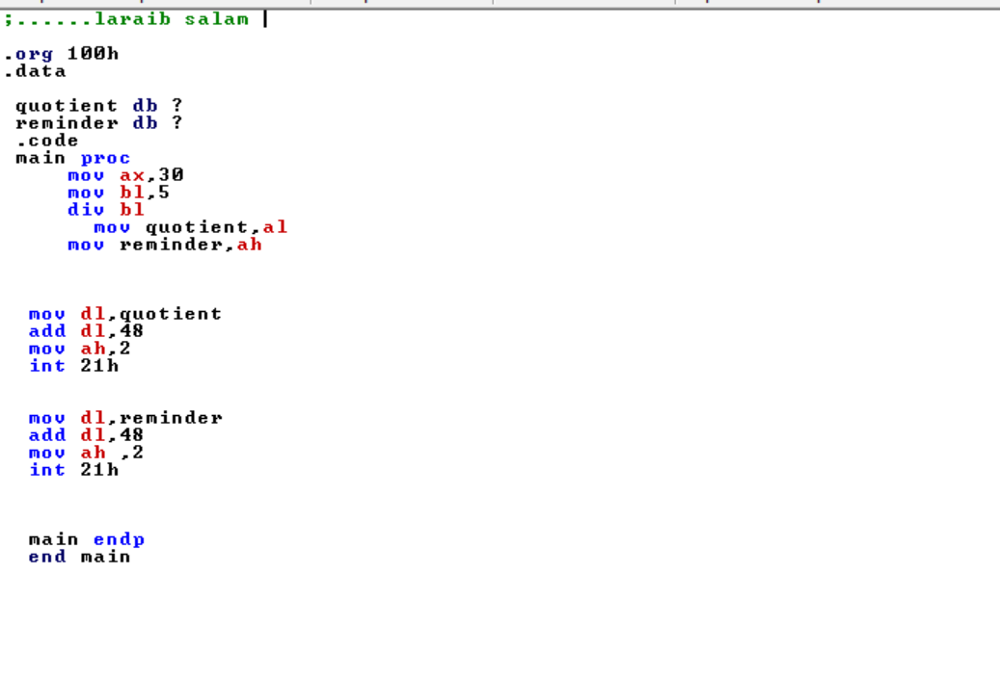 ;......laraib salam
.org 100h
.data
quotient db ?
reminder db ?
.code
main proc
mov ax,30
mov bl,5
div bl
mov quotient,al
mov reminder,ah
mov dl,quotient
add dl,48
mov ah,2
int 21h
mov dl,reminder
add dl,48
mov ah ,2
int 21h
main endp
end main